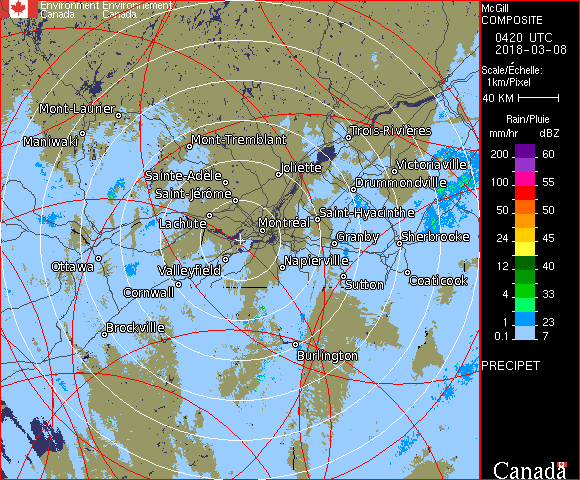 Environment Environnement
Canada Canada
McGill
COMPOSITE
0420 UTC
2018-03-08
Scale/Échelle:
1km/Pixel
40 KM
Rain/Pluie
mm/hr dBZ
200 60
100 55
50 50
24 45
12 40
4 33
1 23
0.1 7
PRECIPET
Canada
Mont-Laurier
Maniwaki
Mont-Tremblant
Trois-Rivières
Joliette
Victoriaville
Sainte-Adèle
Drummondville
Saint-Jérôme
Lachute
Saint-Hyacinthe
Montréal
Granby
Sherbrooke
Ottawa
Valleyfield
Napierville
Cornwall
Sutton
Coaticook
Brockville
Burlington